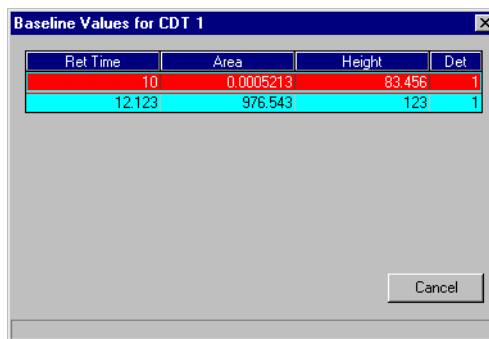 Baseline Values for CDT 1
Ret Time Area Height Det
10 0.0005213 83.456 1
12.123 976.543 123 1
Cancel